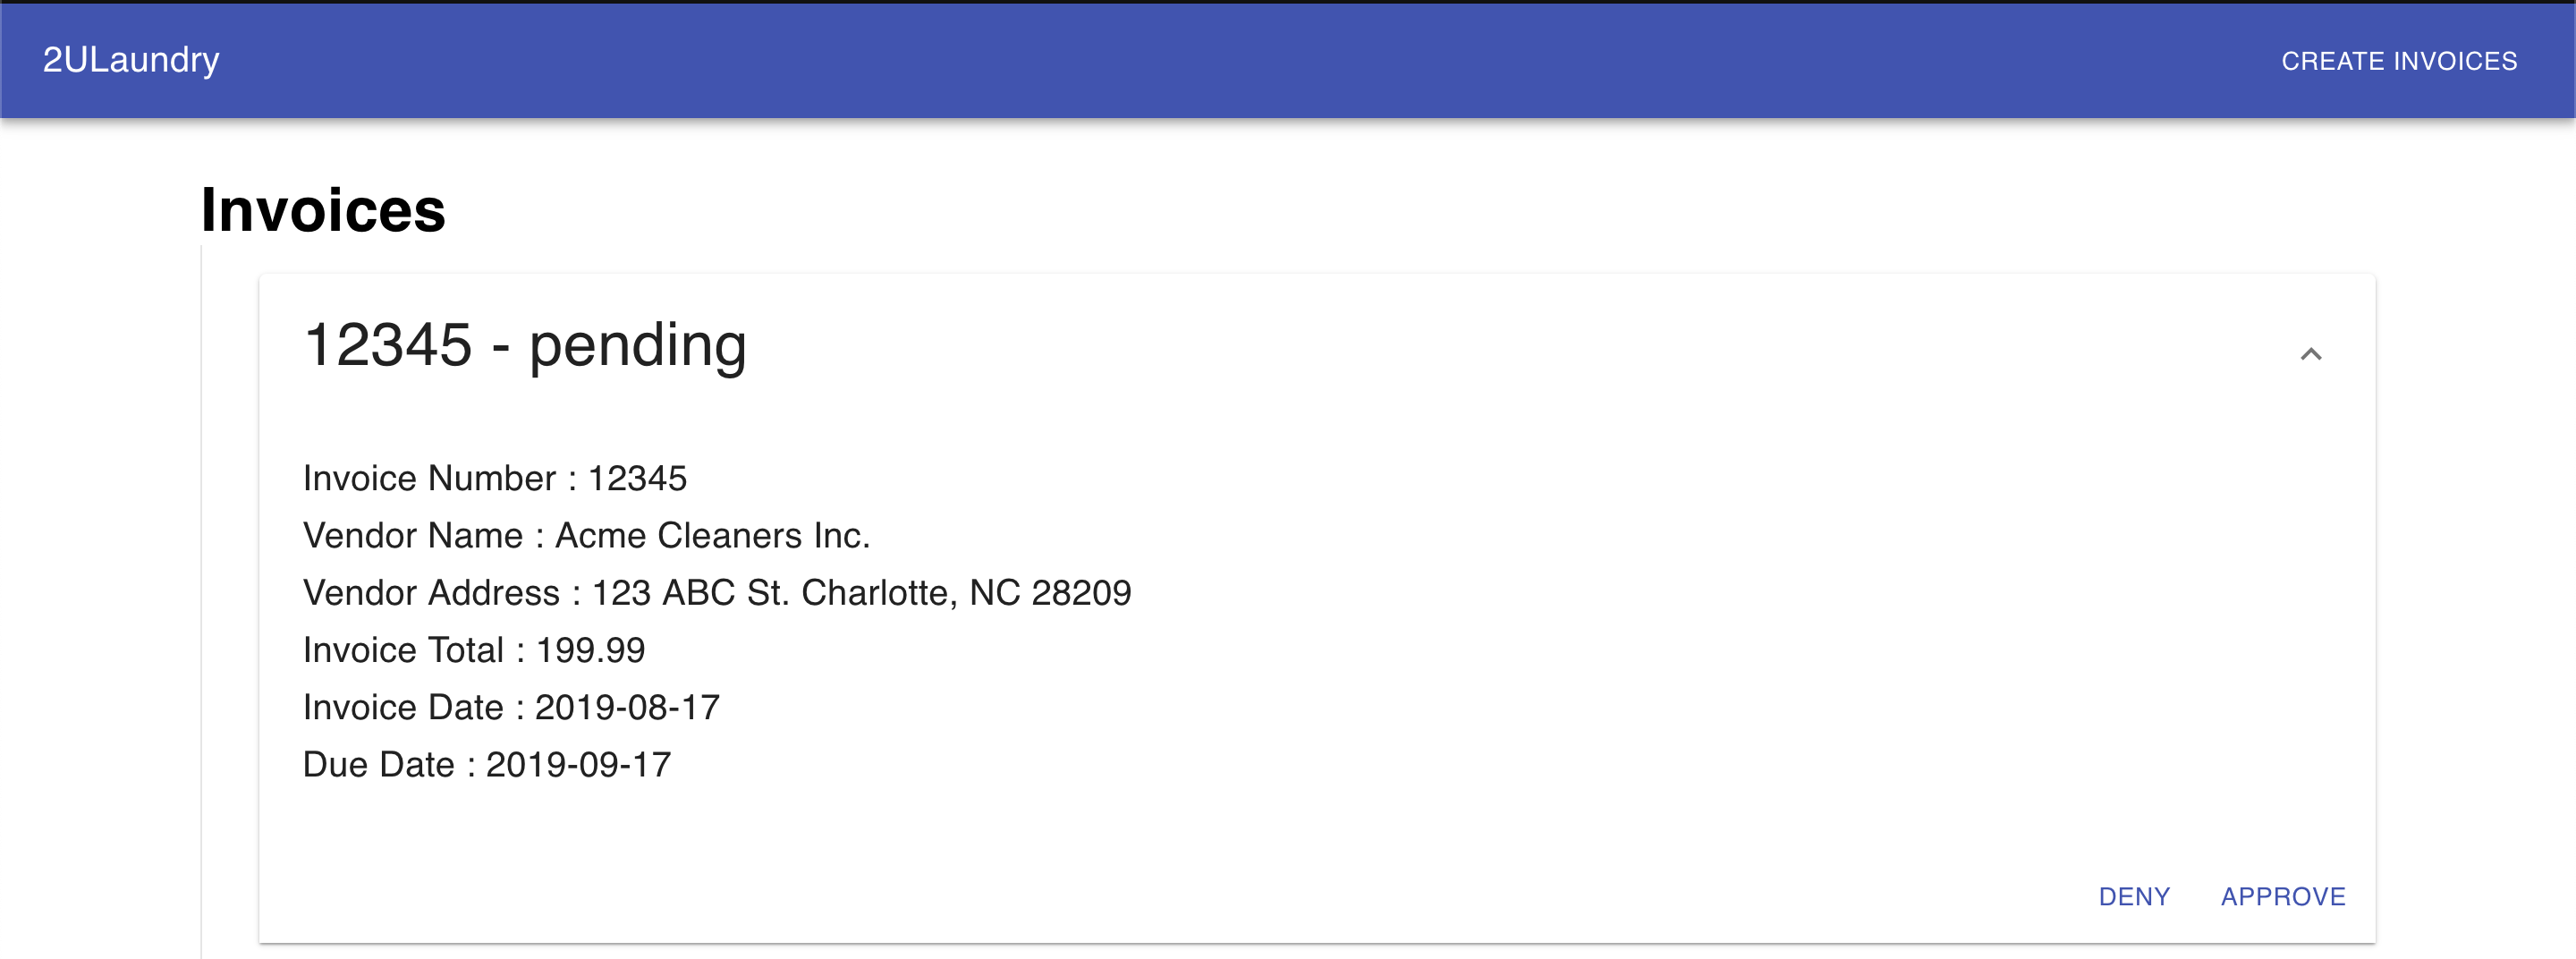 2ULaundry
CREATE INVOICES
Invoices
12345 - pending
Invoice Number : 12345
Vendor Name : Acme Cleaners Inc.
Vendor Address : 123 ABC St. Charlotte, NC 28209
Invoice Total : 199.99
Invoice Date : 2019-08-17
Due Date : 2019-09-17
DENY
APPROVE